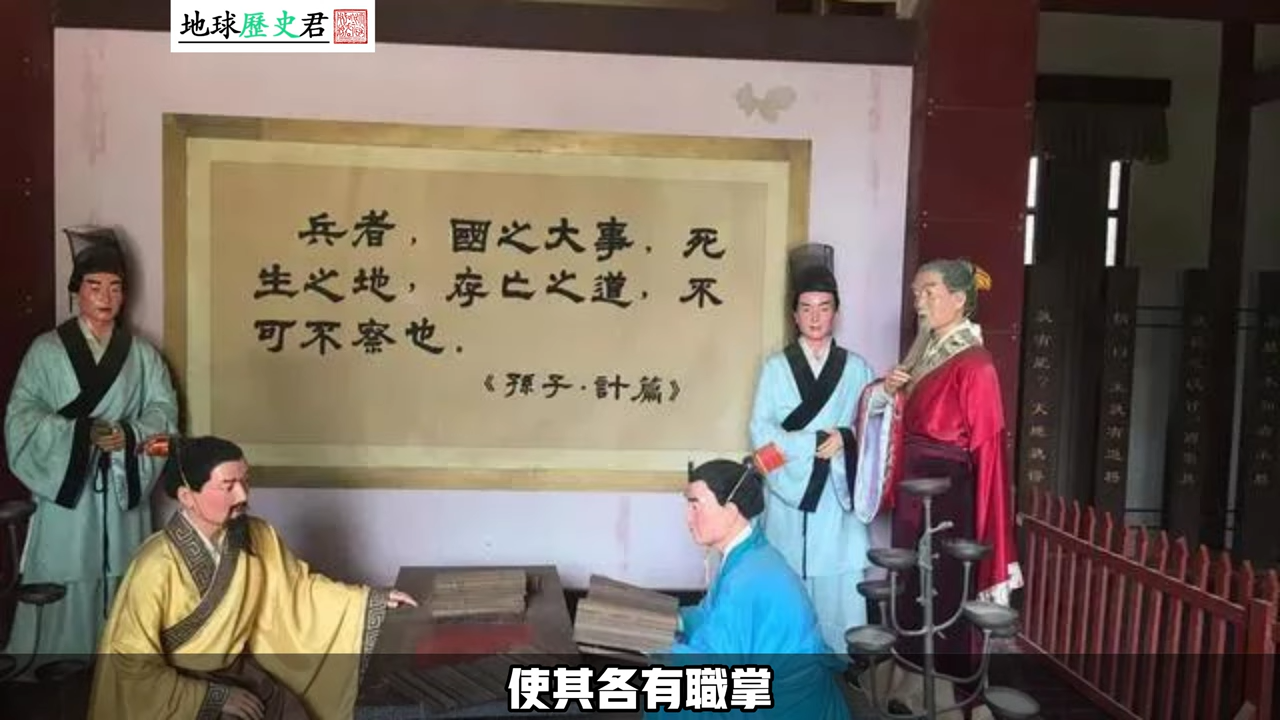 地球歷史君
兵者，國之大事，死
生之地，存亡之道，不
可不察也．
《孫子·計篇》
使其各有職掌